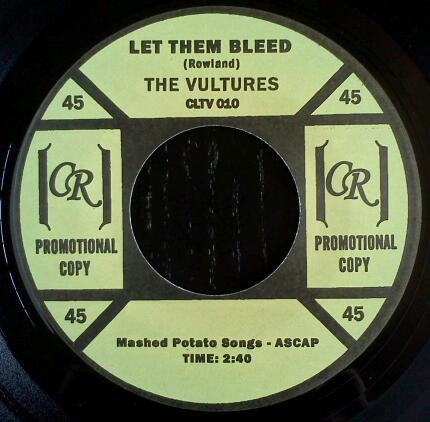 LET THEM BLEED
(Rowland)
THE VULTURES
CLTV 010
45
45
CR
PROMOTIONAL
COPY
CR
PROMOTIONAL
COPY
45
45
Mashed Potato Songs - ASCAP
TIME: 2:40